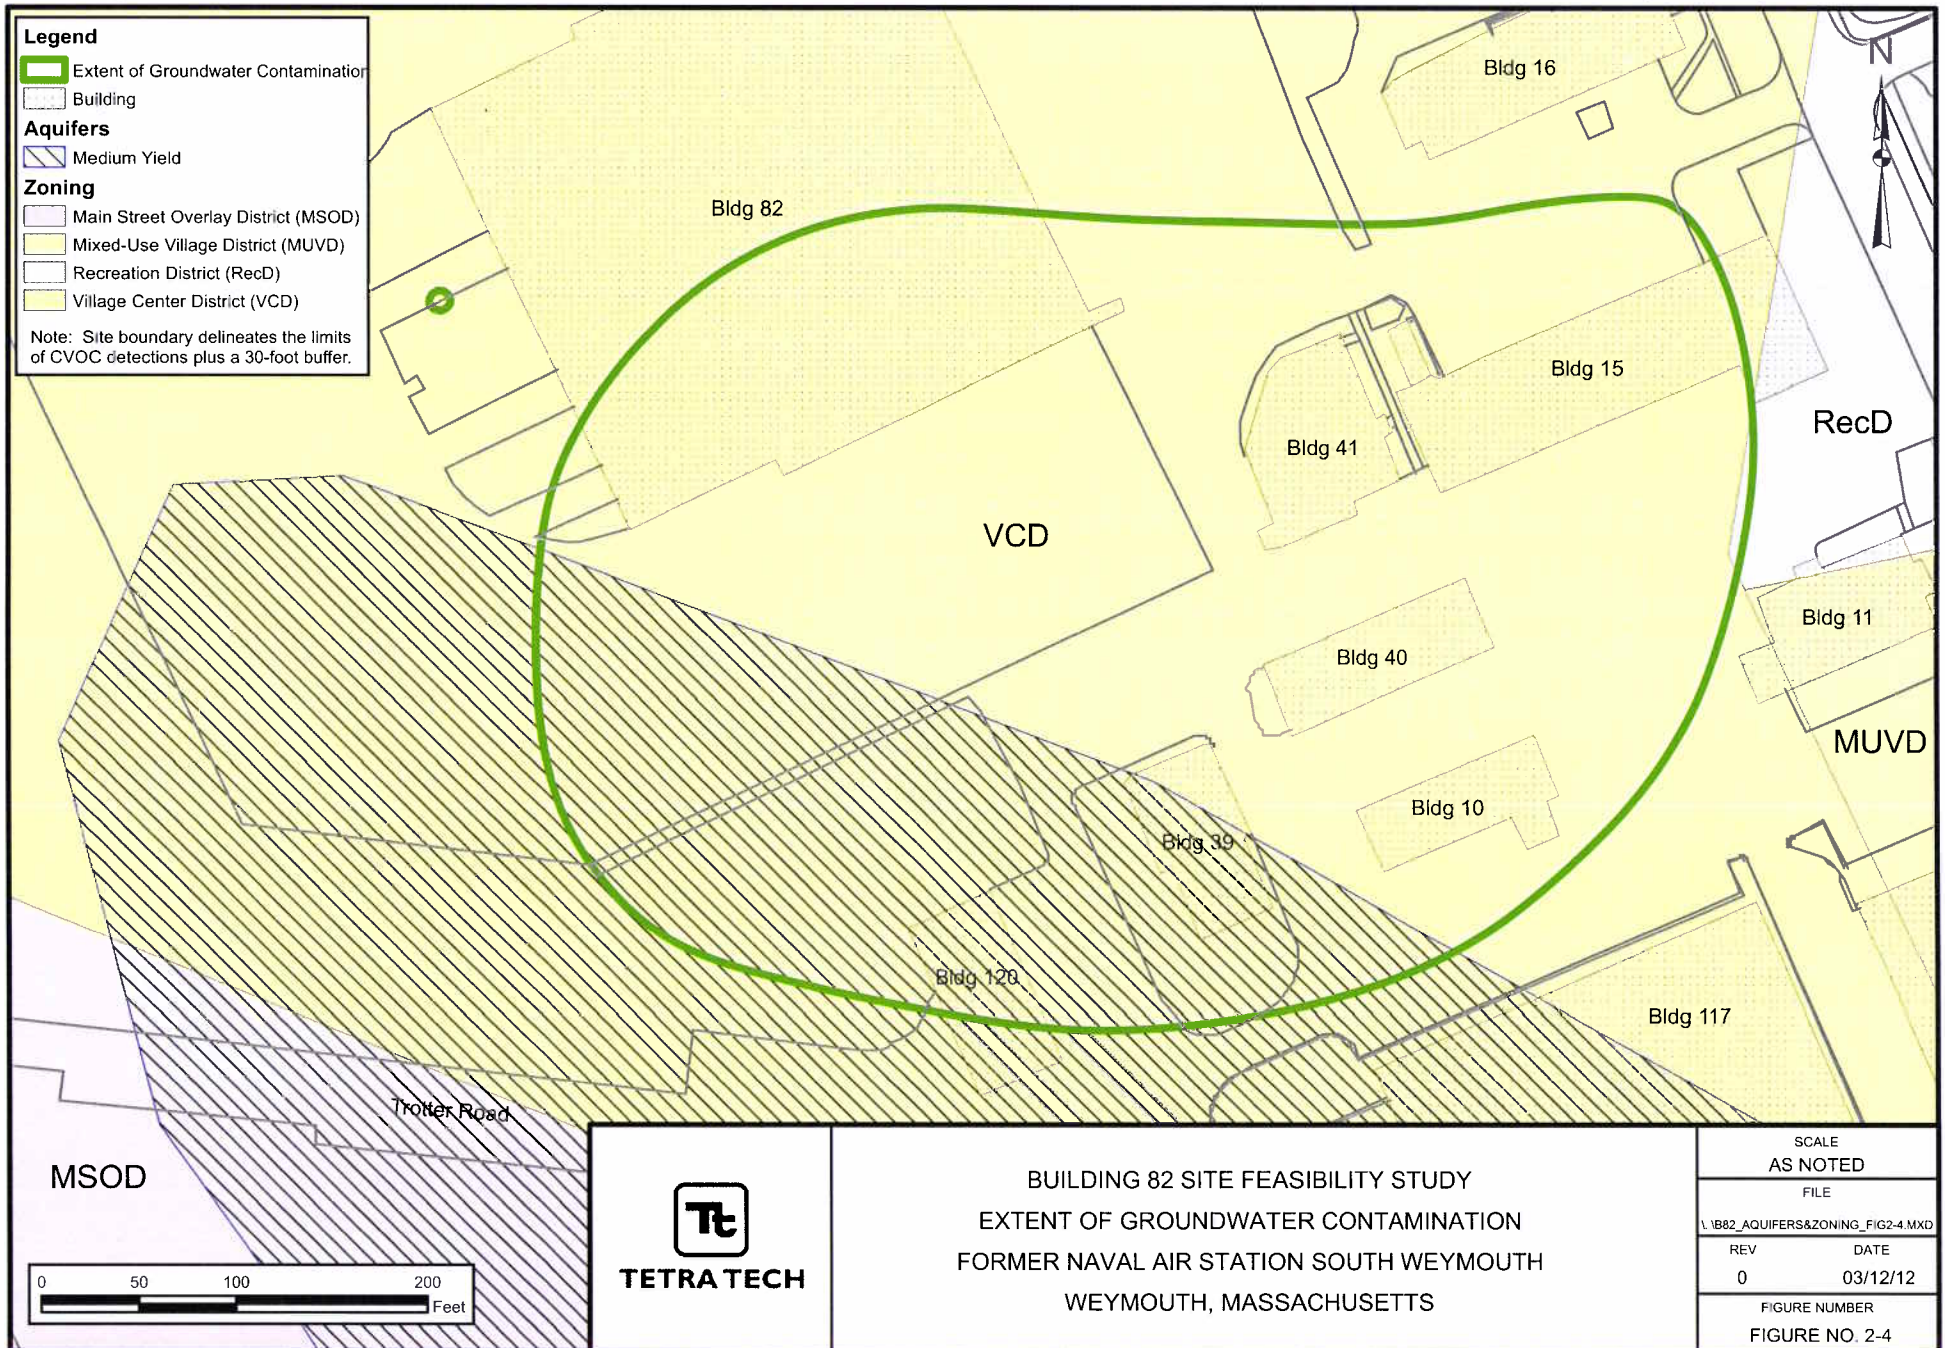 Legend
Extent of Groundwater Contamination
Building
Aquifers
Medium Yield
Zoning
Main Street Overlay District (MSOD)
Mixed-Use Village District (MUVD)
Recreation District (RecD)
Village Center District (VCD)
Note: Site boundary delineates the limits
of CVOC detections plus a 30-foot buffer.
N
Bldg 16
Bldg 82
Bldg 15
RecD
Bldg 41
VCD
Bldg 11
Bldg 40
MUVD
Bldg 10
Bldg 39
Bldg 120
Bldg 117
Trotter Road
MSOD
0 50 100 200
Feet
Tt
TETRA TECH
BUILDING 82 SITE FEASIBILITY STUDY
EXTENT OF GROUNDWATER CONTAMINATION
FORMER NAVAL AIR STATION SOUTH WEYMOUTH
WEYMOUTH, MASSACHUSETTS
SCALE
AS NOTED
FILE
\..\B82_AQUIFERS&ZONING_FIG2-4.MXD
REV DATE
0 03/12/12
FIGURE NUMBER
FIGURE NO. 2-4